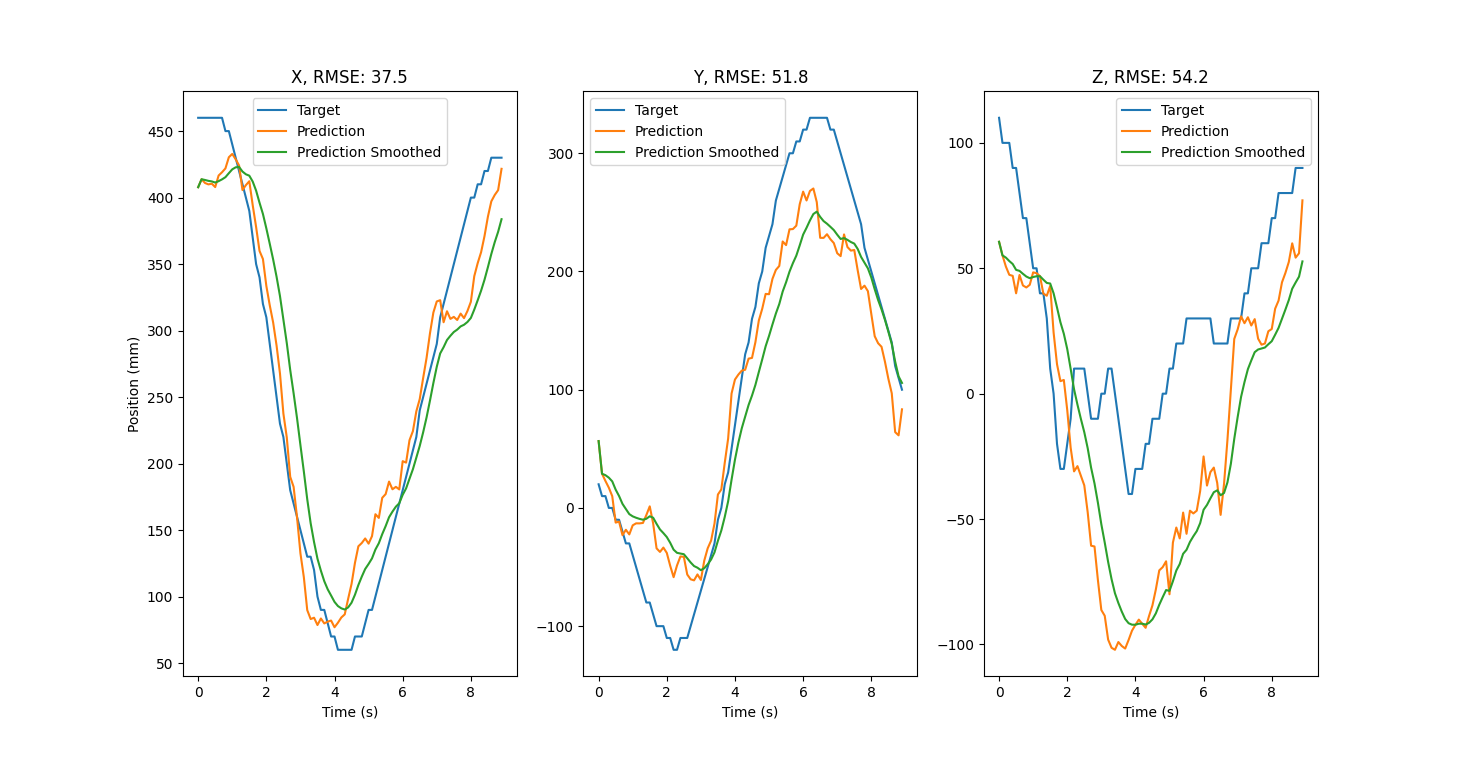 X, RMSE: 37.5
Target
Prediction
Prediction Smoothed
450
400
350
300
250
200
150
100
50
Position (mm)
0 2 4 6 8
Time (s)
Y, RMSE: 51.8
Target
Prediction
Prediction Smoothed
300
200
100
0
−100
0 2 4 6 8
Time (s)
Z, RMSE: 54.2
Target
Prediction
Prediction Smoothed
100
50
0
−50
−100
0 2 4 6 8
Time (s)